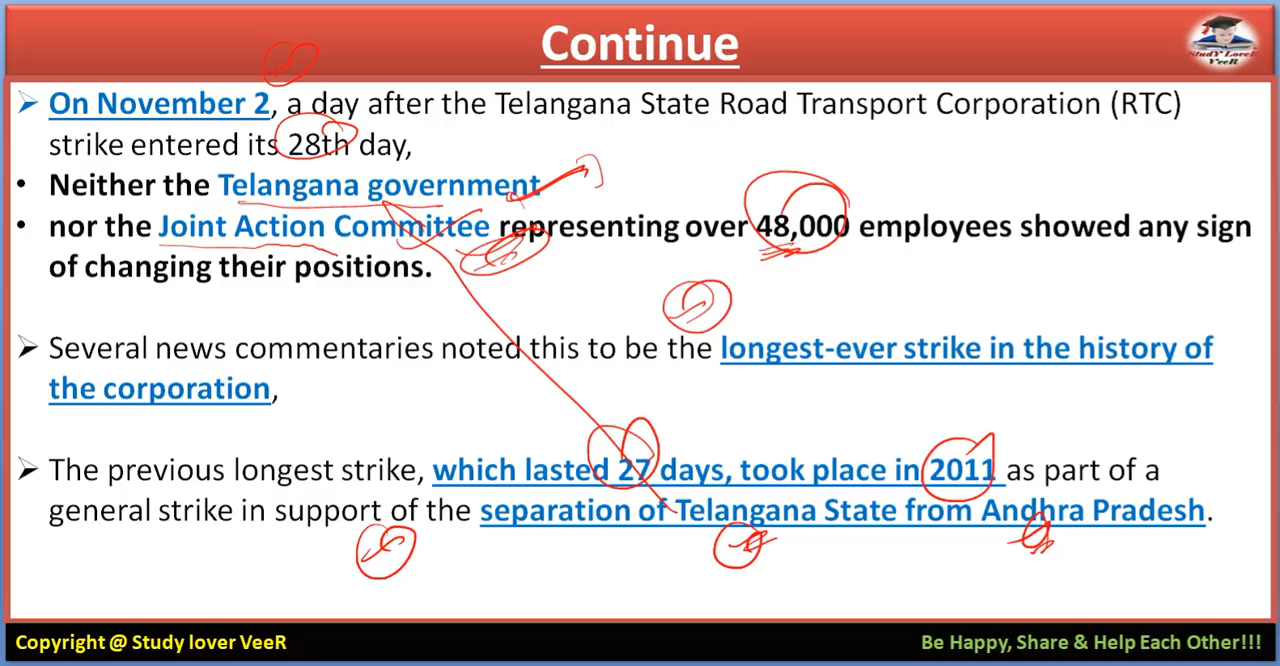 Continue
StudY LoveR
VeeR
➢ On November 2, a day after the Telangana State Road Transport Corporation (RTC)
strike entered its 28th day,
• Neither the Telangana government
• nor the Joint Action Committee representing over 48,000 employees showed any sign
of changing their positions.
➢ Several news commentaries noted this to be the longest-ever strike in the history of
the corporation,
➢ The previous longest strike, which lasted 27 days, took place in 2011 as part of a
general strike in support of the separation of Telangana State from Andhra Pradesh.
Copyright @ Study lover VeeR
Be Happy, Share & Help Each Other!!!